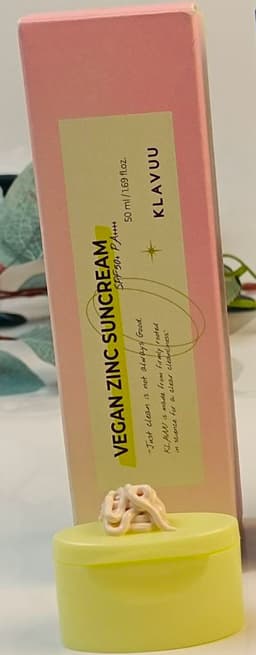 VEGAN ZINC SUNCREAM
SPF50+ PA++++
50 ml / 1.69 fl.oz.
KLAVUU
-Just clean is not always good.
KLAVUU is made from firmly rooted
in science for a clear cleanness-